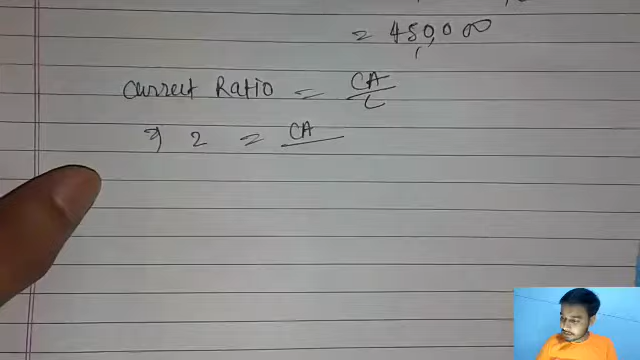 = 450,000
Current Ratio = CA/L
=> 2 = CA/